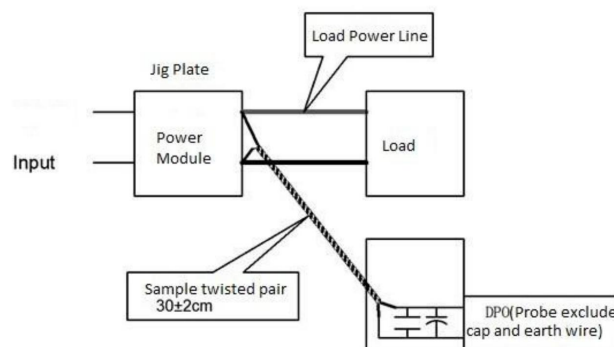 Load Power Line
Jig Plate
Power
Module
Load
Input
Sample twisted pair
30±2cm
DPO(Probe exclude
cap and earth wire)